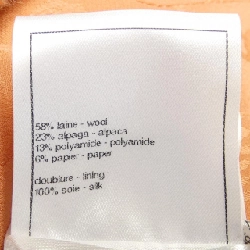 58% laine - wool
23% alpaga - alpaca
13% polyamide - polyamide
6% papier - paper
doublure - lining
100% soie - silk